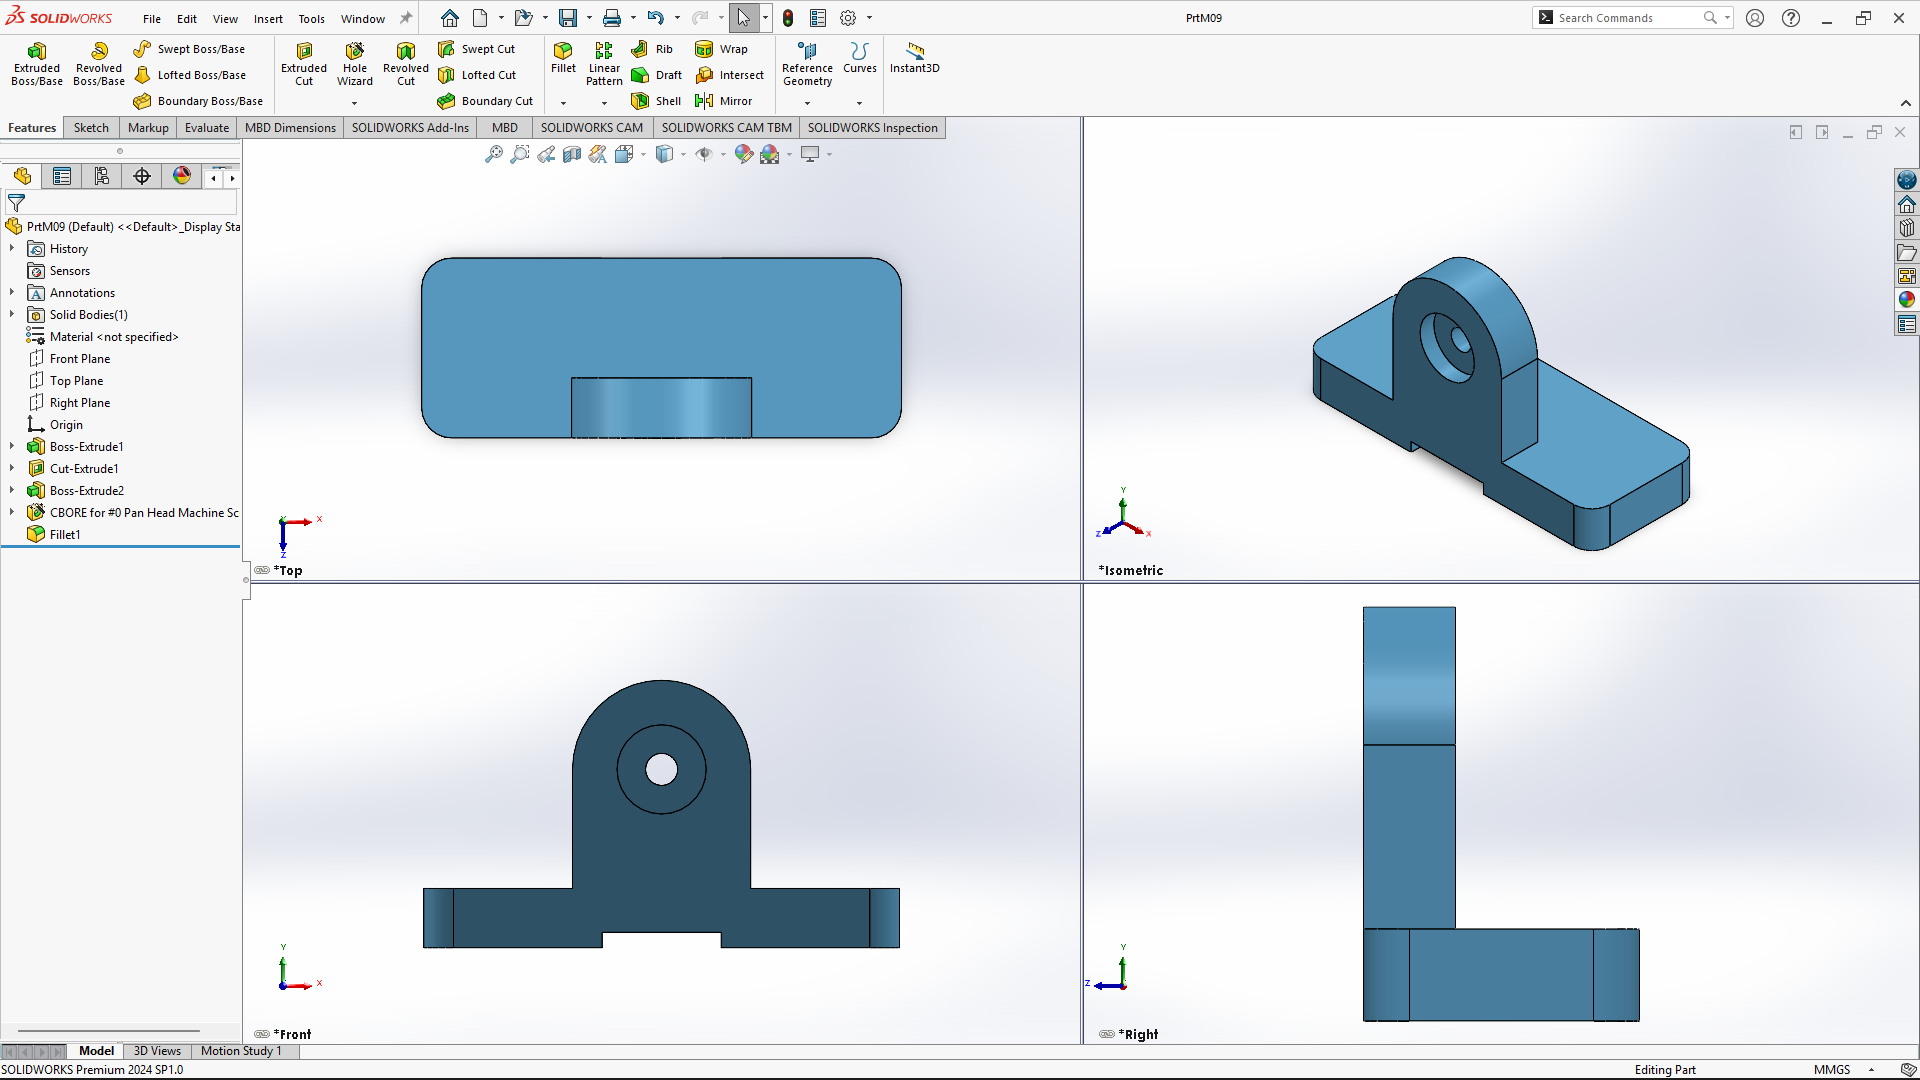 SOLIDWORKS File Edit View Insert Tools Window PrtM09 Search Commands
Extruded Boss/Base
Revolved Boss/Base
Swept Boss/Base
Lofted Boss/Base
Boundary Boss/Base
Extruded Cut
Hole Wizard
Revolved Cut
Swept Cut
Lofted Cut
Boundary Cut
Fillet
Linear Pattern
Rib
Draft
Shell
Wrap
Intersect
Mirror
Reference Geometry
Curves
Instant3D
Features Sketch Markup Evaluate MBD Dimensions SOLIDWORKS Add-Ins MBD SOLIDWORKS CAM SOLIDWORKS CAM TBM SOLIDWORKS Inspection
PrtM09 (Default) <<Default>_Display Sta
History
Sensors
Annotations
Solid Bodies(1)
Material <not specified>
Front Plane
Top Plane
Right Plane
Origin
Boss-Extrude1
Cut-Extrude1
Boss-Extrude2
CBORE for #0 Pan Head Machine Sc
Fillet1
X
Z
*Top
Y
Z
X
*Isometric
Y
X
*Front
Y
Z
*Right
Model 3D Views Motion Study 1
SOLIDWORKS Premium 2024 SP1.0 Editing Part MMGS